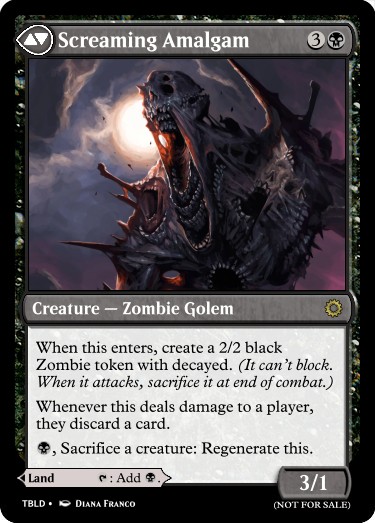 Screaming Amalgam 3
Creature — Zombie Golem
When this enters, create a 2/2 black
Zombie token with decayed. (It can't block.
When it attacks, sacrifice it at end of combat.)
Whenever this deals damage to a player,
they discard a card.
, Sacrifice a creature: Regenerate this.
Land : Add .
3/1
TBLD • Diana Franco (NOT FOR SALE)